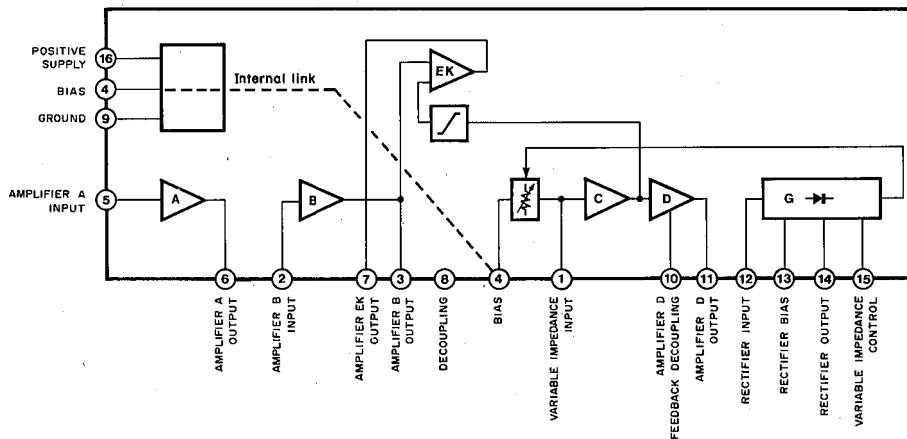 POSITIVE
SUPPLY
16
BIAS
4
GROUND
9
Internal link
EK
AMPLIFIER A
INPUT
5
A
B
C
D
G
6
2
7
3
8
4
1
10
11
12
13
14
15
AMPLIFIER A
OUTPUT
AMPLIFIER B
INPUT
AMPLIFIER EK
OUTPUT
AMPLIFIER B
OUTPUT
DECOUPLING
BIAS
VARIABLE IMPEDANCE
INPUT
AMPLIFIER D
FEEDBACK DECOUPLING
AMPLIFIER D
OUTPUT
RECTIFIER INPUT
RECTIFIER BIAS
RECTIFIER OUTPUT
VARIABLE IMPEDANCE
CONTROL